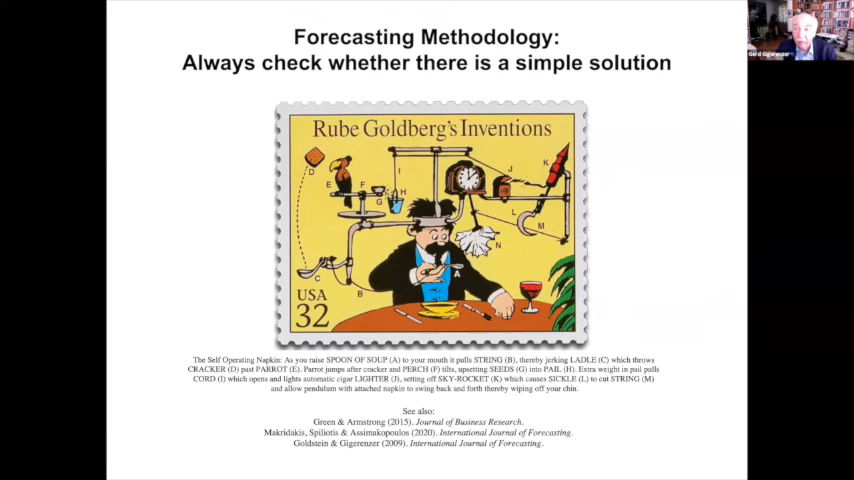 Forecasting Methodology:
Always check whether there is a simple solution
Gerd Gigerenzer
Rube Goldberg's Inventions
D
E
F
G
H
I
J
K
L
M
N
A
B
C
USA
32
The Self Operating Napkin: As you raise SPOON OF SOUP (A) to your mouth it pulls STRING (B), thereby jerking LADLE (C) which throws
CRACKER (D) past PARROT (E). Parrot jumps after cracker and PERCH (F) tilts, upsetting SEEDS (G) into PAIL (H). Extra weight in pail pulls
CORD (I) which opens and lights automatic cigar LIGHTER (J), setting off SKY-ROCKET (K) which causes SICKLE (L) to cut STRING (M)
and allow pendulum with attached napkin to swing back and forth thereby wiping off your chin.
See also:
Green & Armstrong (2015). Journal of Business Research.
Makridakis, Spiliotis & Assimakopoulos (2020). International Journal of Forecasting.
Goldstein & Gigerenzer (2009). International Journal of Forecasting.